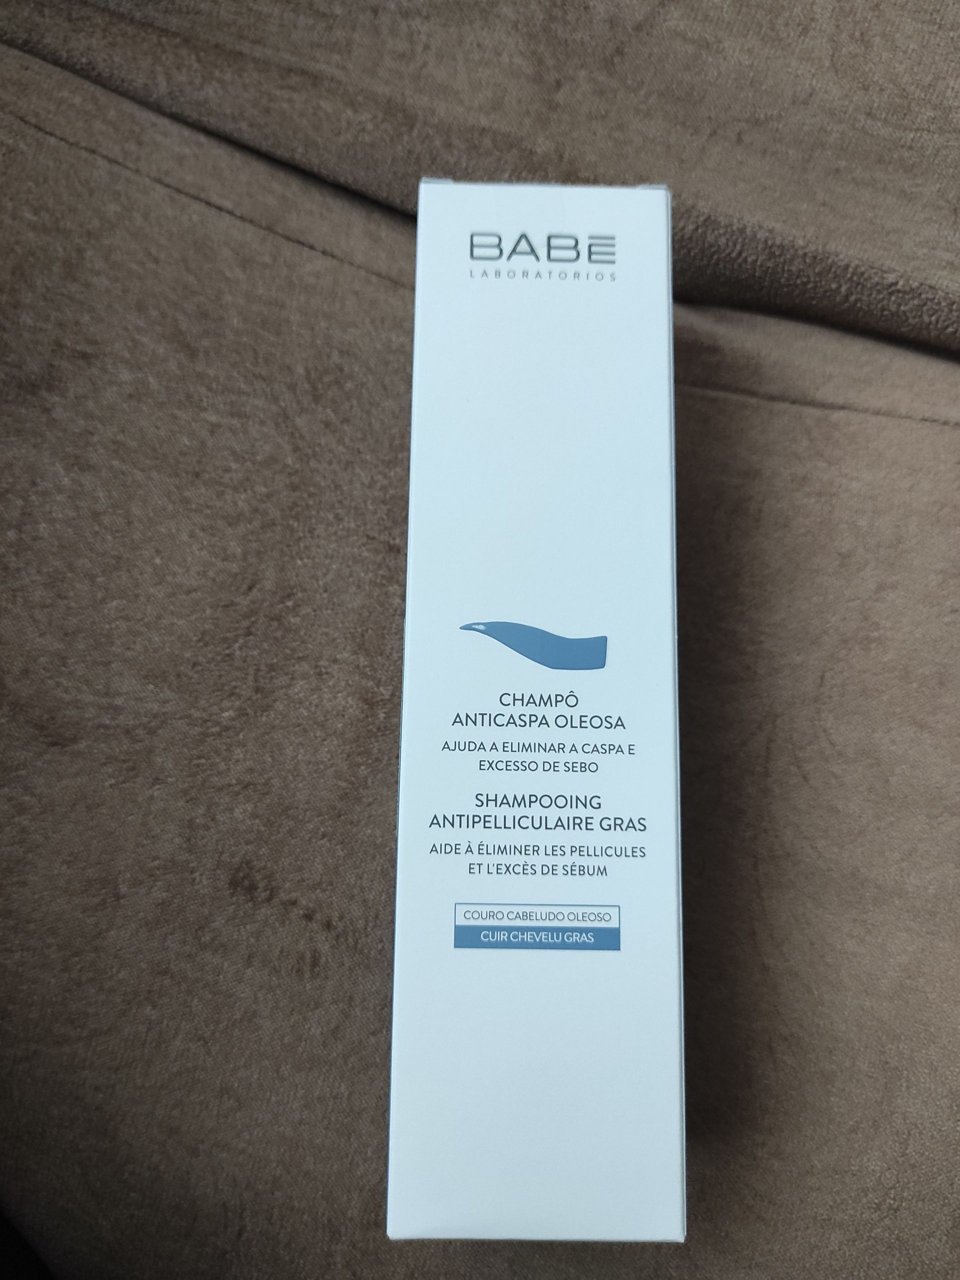 BABĒ
LABORATORIOS
CHAMPÔ
ANTICASPA OLEOSA
AJUDA A ELIMINAR A CASPA E
EXCESSO DE SEBO
SHAMPOOING
ANTIPELLICULAIRE GRAS
AIDE À ÉLIMINER LES PELLICULES
ET L'EXCÈS DE SÉBUM
COURO CABELUDO OLEOSO
CUIR CHEVELU GRAS